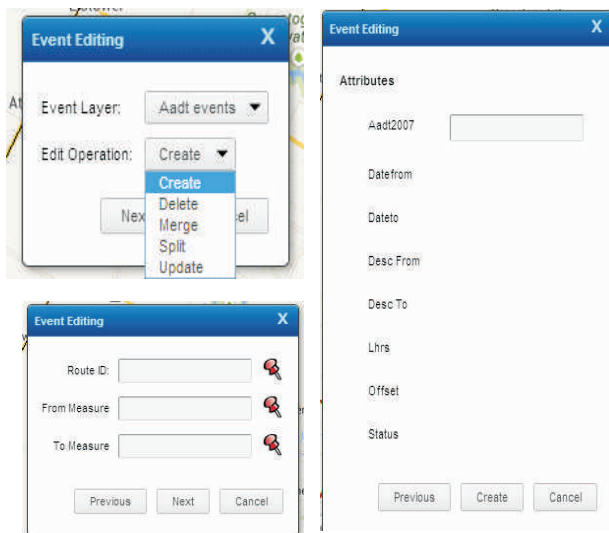 Event Editing X
Event Layer: Aadt events
Edit Operation: Create
Create
Delete
Merge
Split
Update
Event Editing X
Route ID:
From Measure
To Measure
Previous Next Cancel
Event Editing X
Attributes
Aadt2007
Datefrom
Dateto
Desc From
Desc To
Lhrs
Offset
Status
Previous Create Cancel